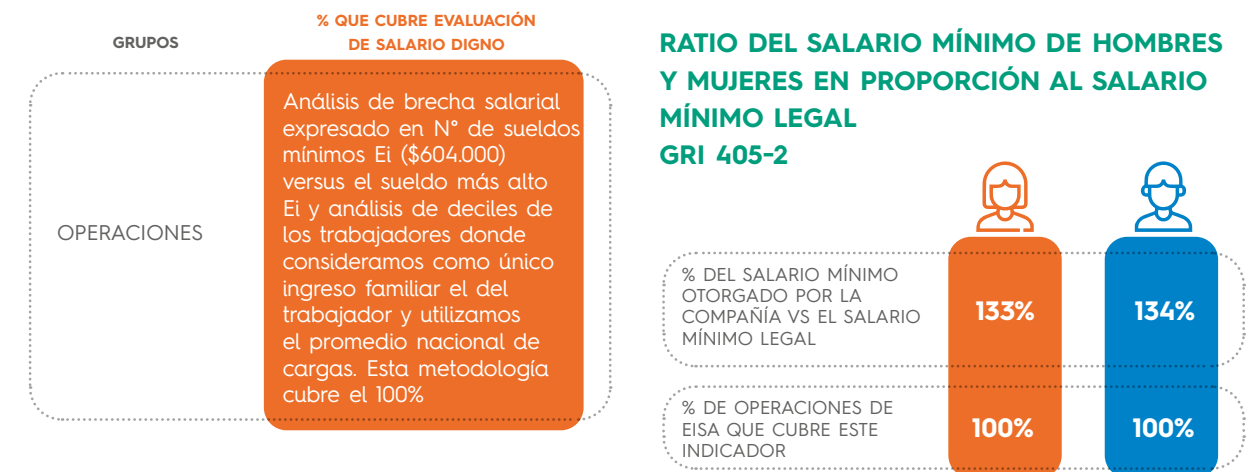 GRUPOS
% QUE CUBRE EVALUACIÓN
DE SALARIO DIGNO
OPERACIONES
Análisis de brecha salarial
expresado en N° de sueldos
mínimos Ei ($604.000)
versus el sueldo más alto
Ei y análisis de deciles de
los trabajadores donde
consideramos como único
ingreso familiar el del
trabajador y utilizamos
el promedio nacional de
cargas. Esta metodología
cubre el 100%
RATIO DEL SALARIO MÍNIMO DE HOMBRES
Y MUJERES EN PROPORCIÓN AL SALARIO
MÍNIMO LEGAL
GRI 405-2
% DEL SALARIO MÍNIMO
OTORGADO POR LA
COMPAÑÍA VS EL SALARIO
MÍNIMO LEGAL
133%
134%
% DE OPERACIONES DE
EISA QUE CUBRE ESTE
INDICADOR
100%
100%